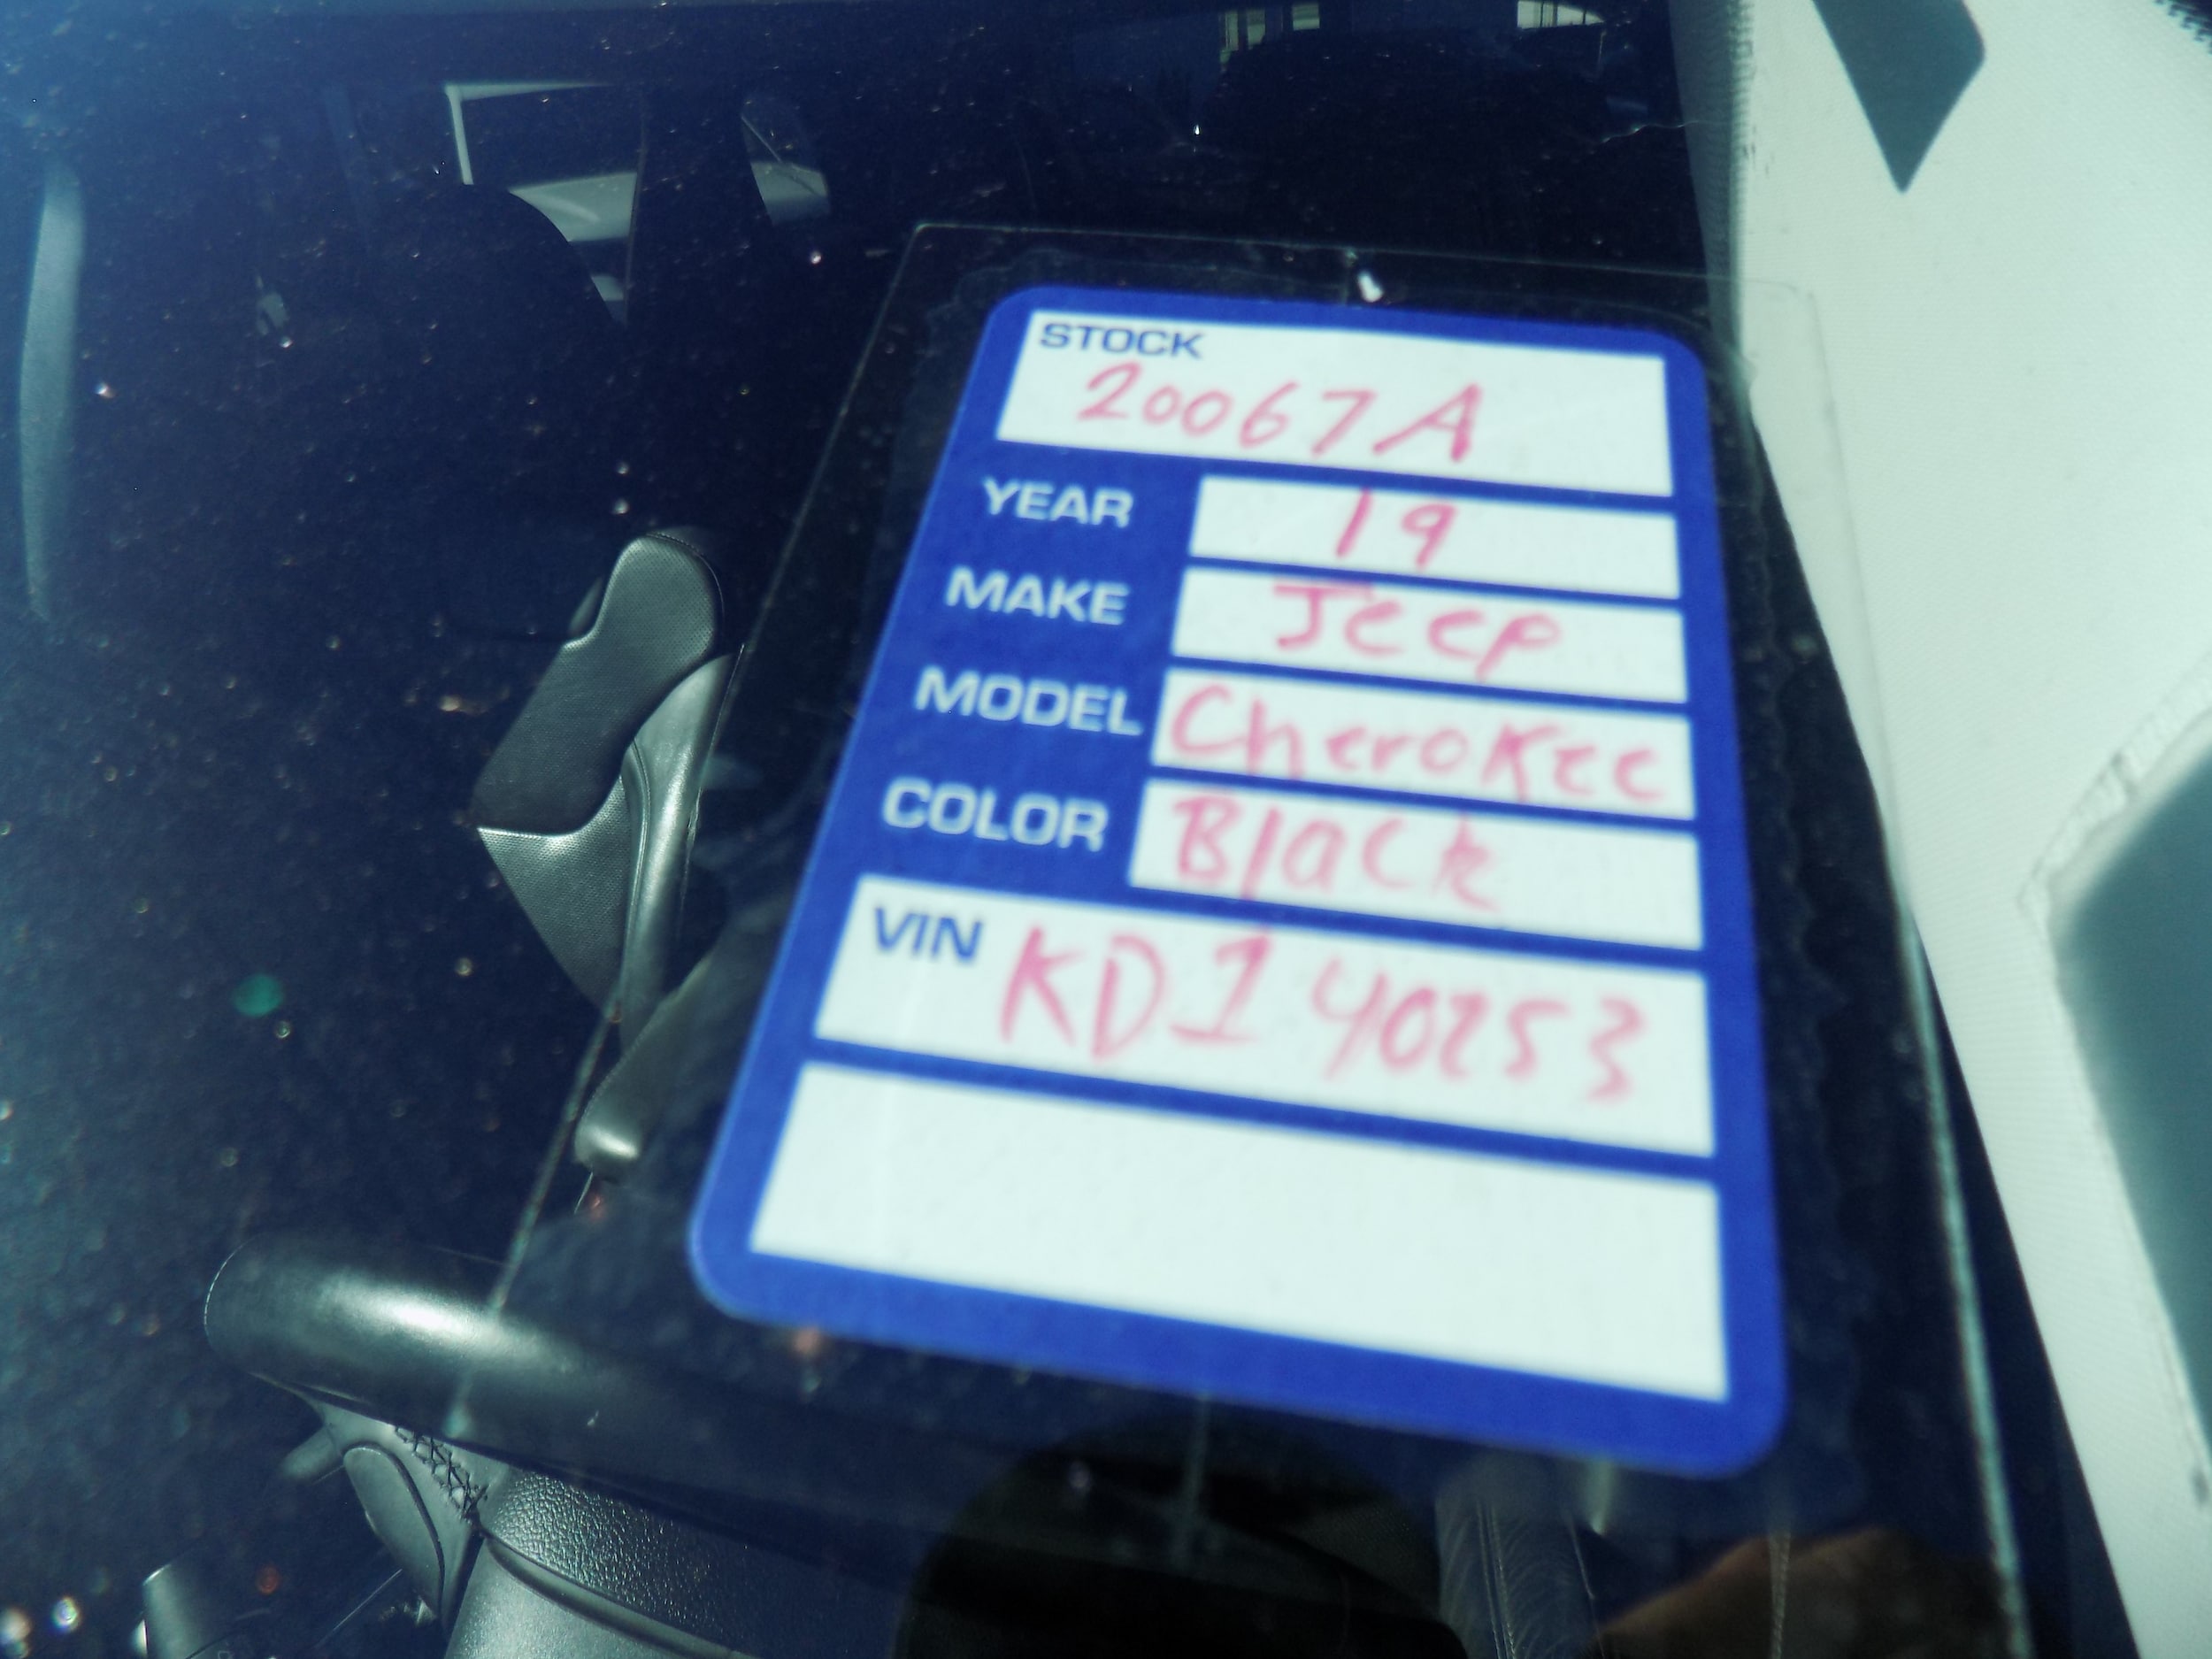 STOCK
20067A
YEAR 19
MAKE Jeep
MODEL Cherokee
COLOR Black
VIN KD140253